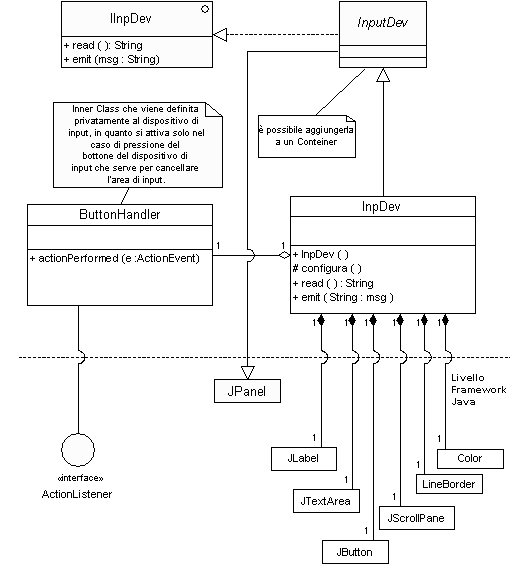 IInpDev
+ read ( ): String
+ emit (msg : String)
InputDev
Inner Class che viene definita
privatamente al dispositivo di
input, in quanto si attiva solo nel
caso di pressione del
bottone del dispositivo di
input che serve per cancellare
l'area di input.
è possibile aggiungerla
a un Conteiner
ButtonHandler
+ actionPerformed (e :ActionEvent)
1
1
InpDev
+ InpDev ( )
# configura ( )
+ read ( ) : String
+ emit ( String : msg )
1
1
1
1
1
1
Livello
Framework
Java
JPanel
«interface»
ActionListener
1
JLabel
1
JTextArea
1
JButton
1
JScrollPane
1
LineBorder
1
Color